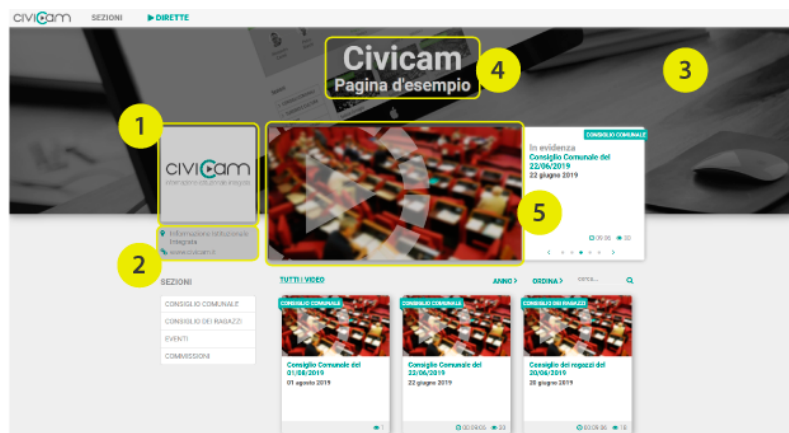 civicam SEZIONI DIRETTE
Civicam
Pagina d'esempio
4
3
1
CONSIGLIO COMUNALE
In evidenza
Consiglio Comunale del
22/06/2019
22 giugno 2019
civicam
5
Informazione Istituzionale
Integrata
www.civicam.it
2
SEZIONI
TUTTI I VIDEO ANNO > ORDINA > CERCA...
CONSIGLIO COMUNALE
CONSIGLIO DEI RAGAZZI
EVENTI
COMMISSIONI
CONSIGLIO COMUNALE CONSIGLIO COMUNALE CONSIGLIO DEI RAGAZZI
Consiglio Comunale del
01/08/2019
01 agosto 2019
1
Consiglio Comunale del
22/06/2019
22 giugno 2019
Consiglio dei ragazzi del
20/06/2019
20 giugno 2019